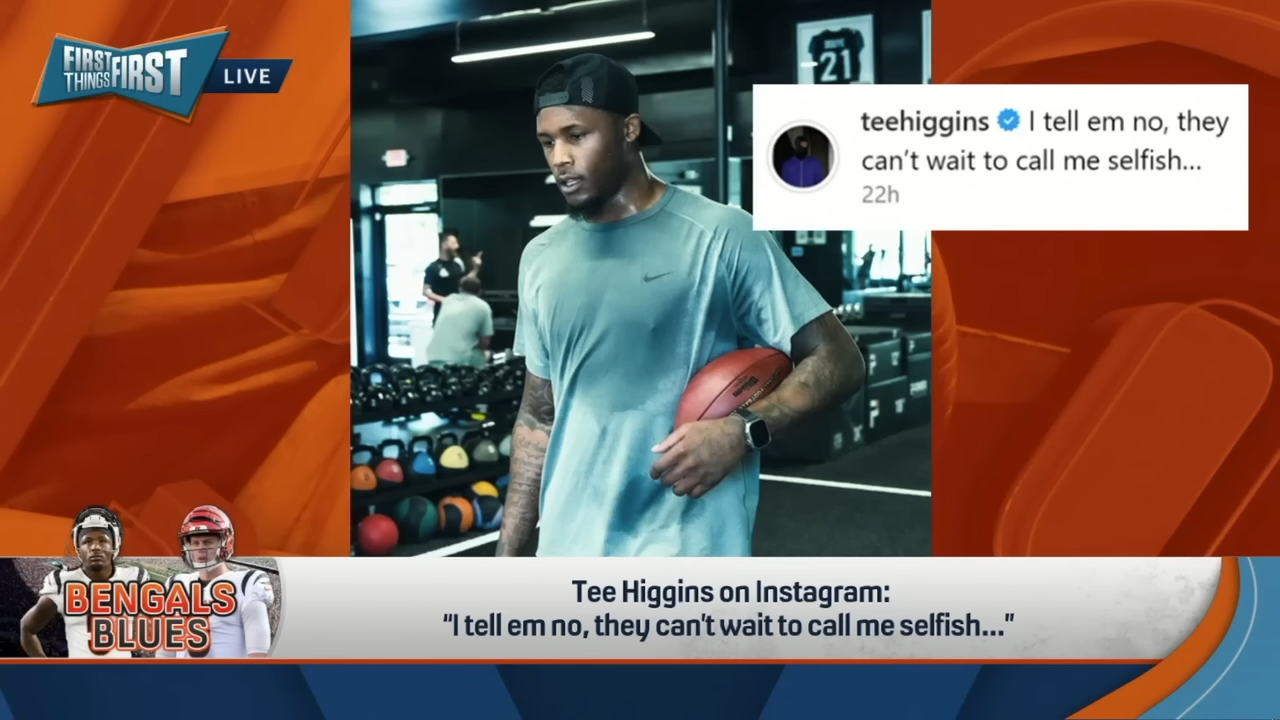 FIRST
THINGS FIRST
LIVE
21
teehiggins I tell em no, they
can't wait to call me selfish...
22h
BENGALS
BLUES
Tee Higgins on Instagram:
“I tell em no, they can't wait to call me selfish...”